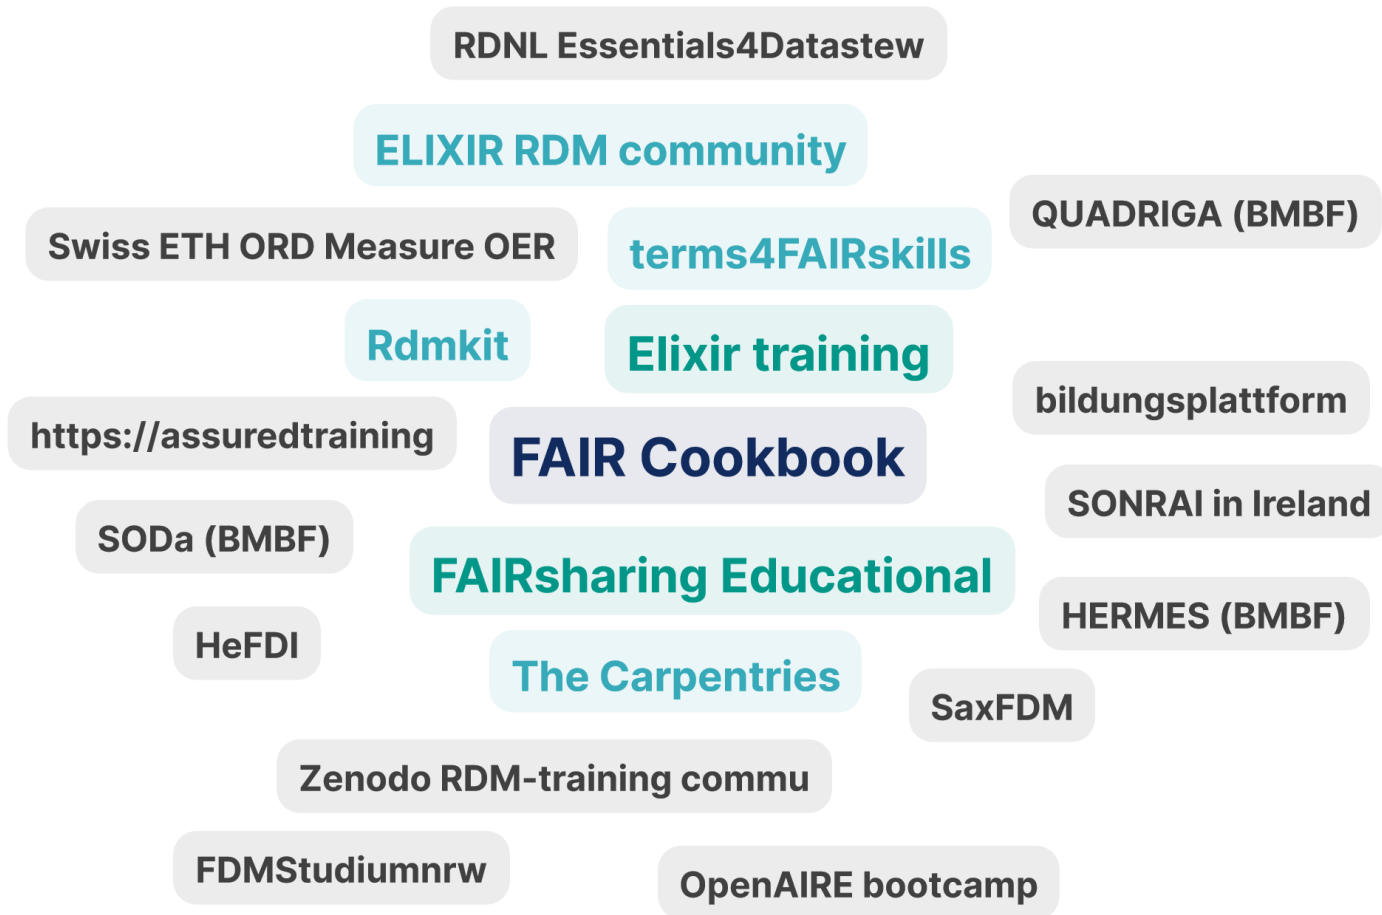 RDNL Essentials4Datastew
ELIXIR RDM community
QUADRIGA (BMBF)
Swiss ETH ORD Measure OER
terms4FAIRskills
Rdmkit
Elixir training
bildungsplattform
https://assuredtraining
FAIR Cookbook
SONRAI in Ireland
SODa (BMBF)
FAIRsharing Educational
HERMES (BMBF)
HeFDI
The Carpentries
SaxFDM
Zenodo RDM-training commu
FDMStudiumnrw
OpenAIRE bootcamp